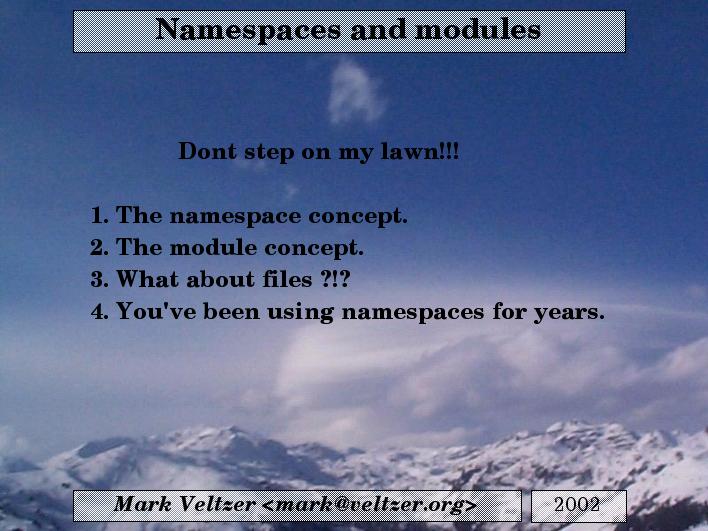 Namespaces and modules
Dont step on my lawn!!!
1. The namespace concept.
2. The module concept.
3. What about files ?!?
4. You've been using namespaces for years.
Mark Veltzer <mark@veltzer.org>
2002